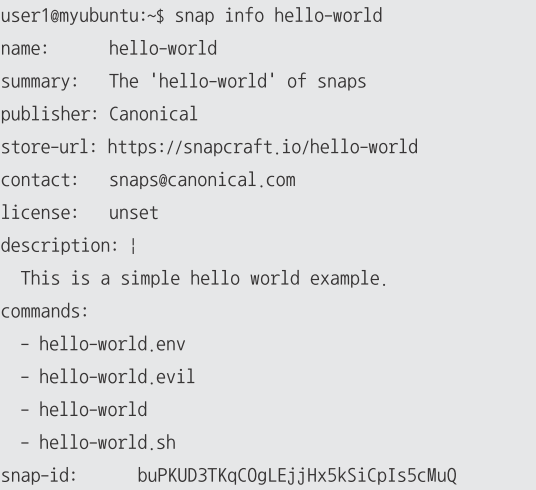 user1@myubuntu:~$ snap info hello-world
name: hello-world
summary: The 'hello-world' of snaps
publisher: Canonical
store-url: https://snapcraft.io/hello-world
contact: snaps@canonical.com
license: unset
description: ¦
This is a simple hello world example.
commands:
- hello-world.env
- hello-world.evil
- hello-world
- hello-world.sh
snap-id: buPKUD3TKqCOgLEjjHx5kSiCpIs5cMuQ